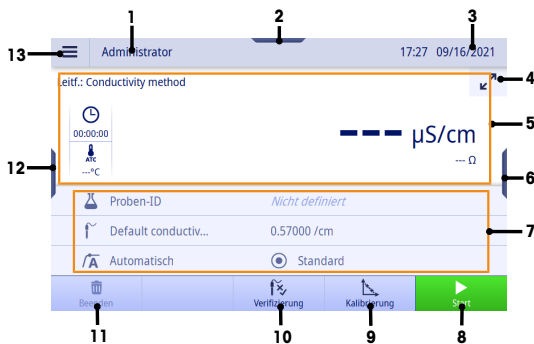 1
2
3
13
Administrator
17:27 09/16/2021
Leitf.: Conductivity method
4
00:00:00
5
--- µS/cm
ATC
---°C
--- Ω
12
6
Proben-ID Nicht definiert
Default conductiv... 0.57000 /cm
7
Automatisch Standard
Beenden Verifizierung Kalibrierung Start
11
10
9
8